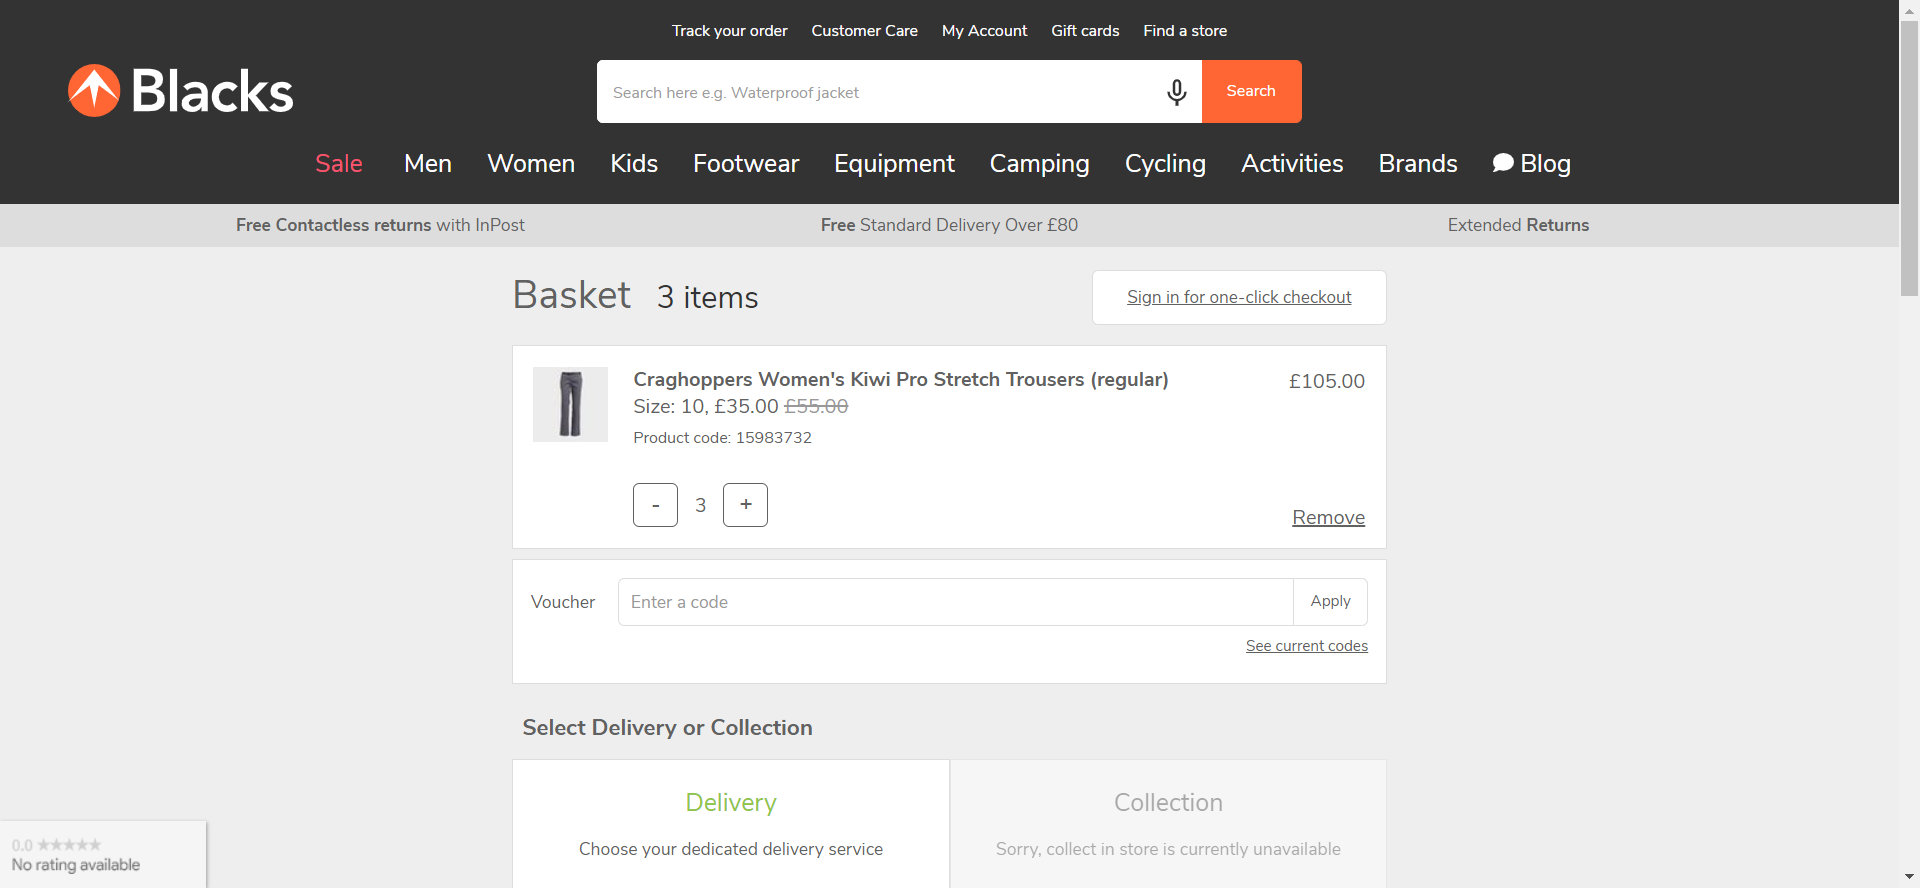 Track your order Customer Care My Account Gift cards Find a store
Blacks
Search here e.g. Waterproof jacket Search
Sale Men Women Kids Footwear Equipment Camping Cycling Activities Brands Blog
Free Contactless returns with InPost Free Standard Delivery Over £80 Extended Returns
Basket 3 items Sign in for one-click checkout
Craghoppers Women's Kiwi Pro Stretch Trousers (regular) £105.00
Size: 10, £35.00 £55.00
Product code: 15983732
- 3 +
Remove
Voucher Enter a code Apply
See current codes
Select Delivery or Collection
Delivery Collection
Choose your dedicated delivery service Sorry, collect in store is currently unavailable
0.0 ★★★★★
No rating available